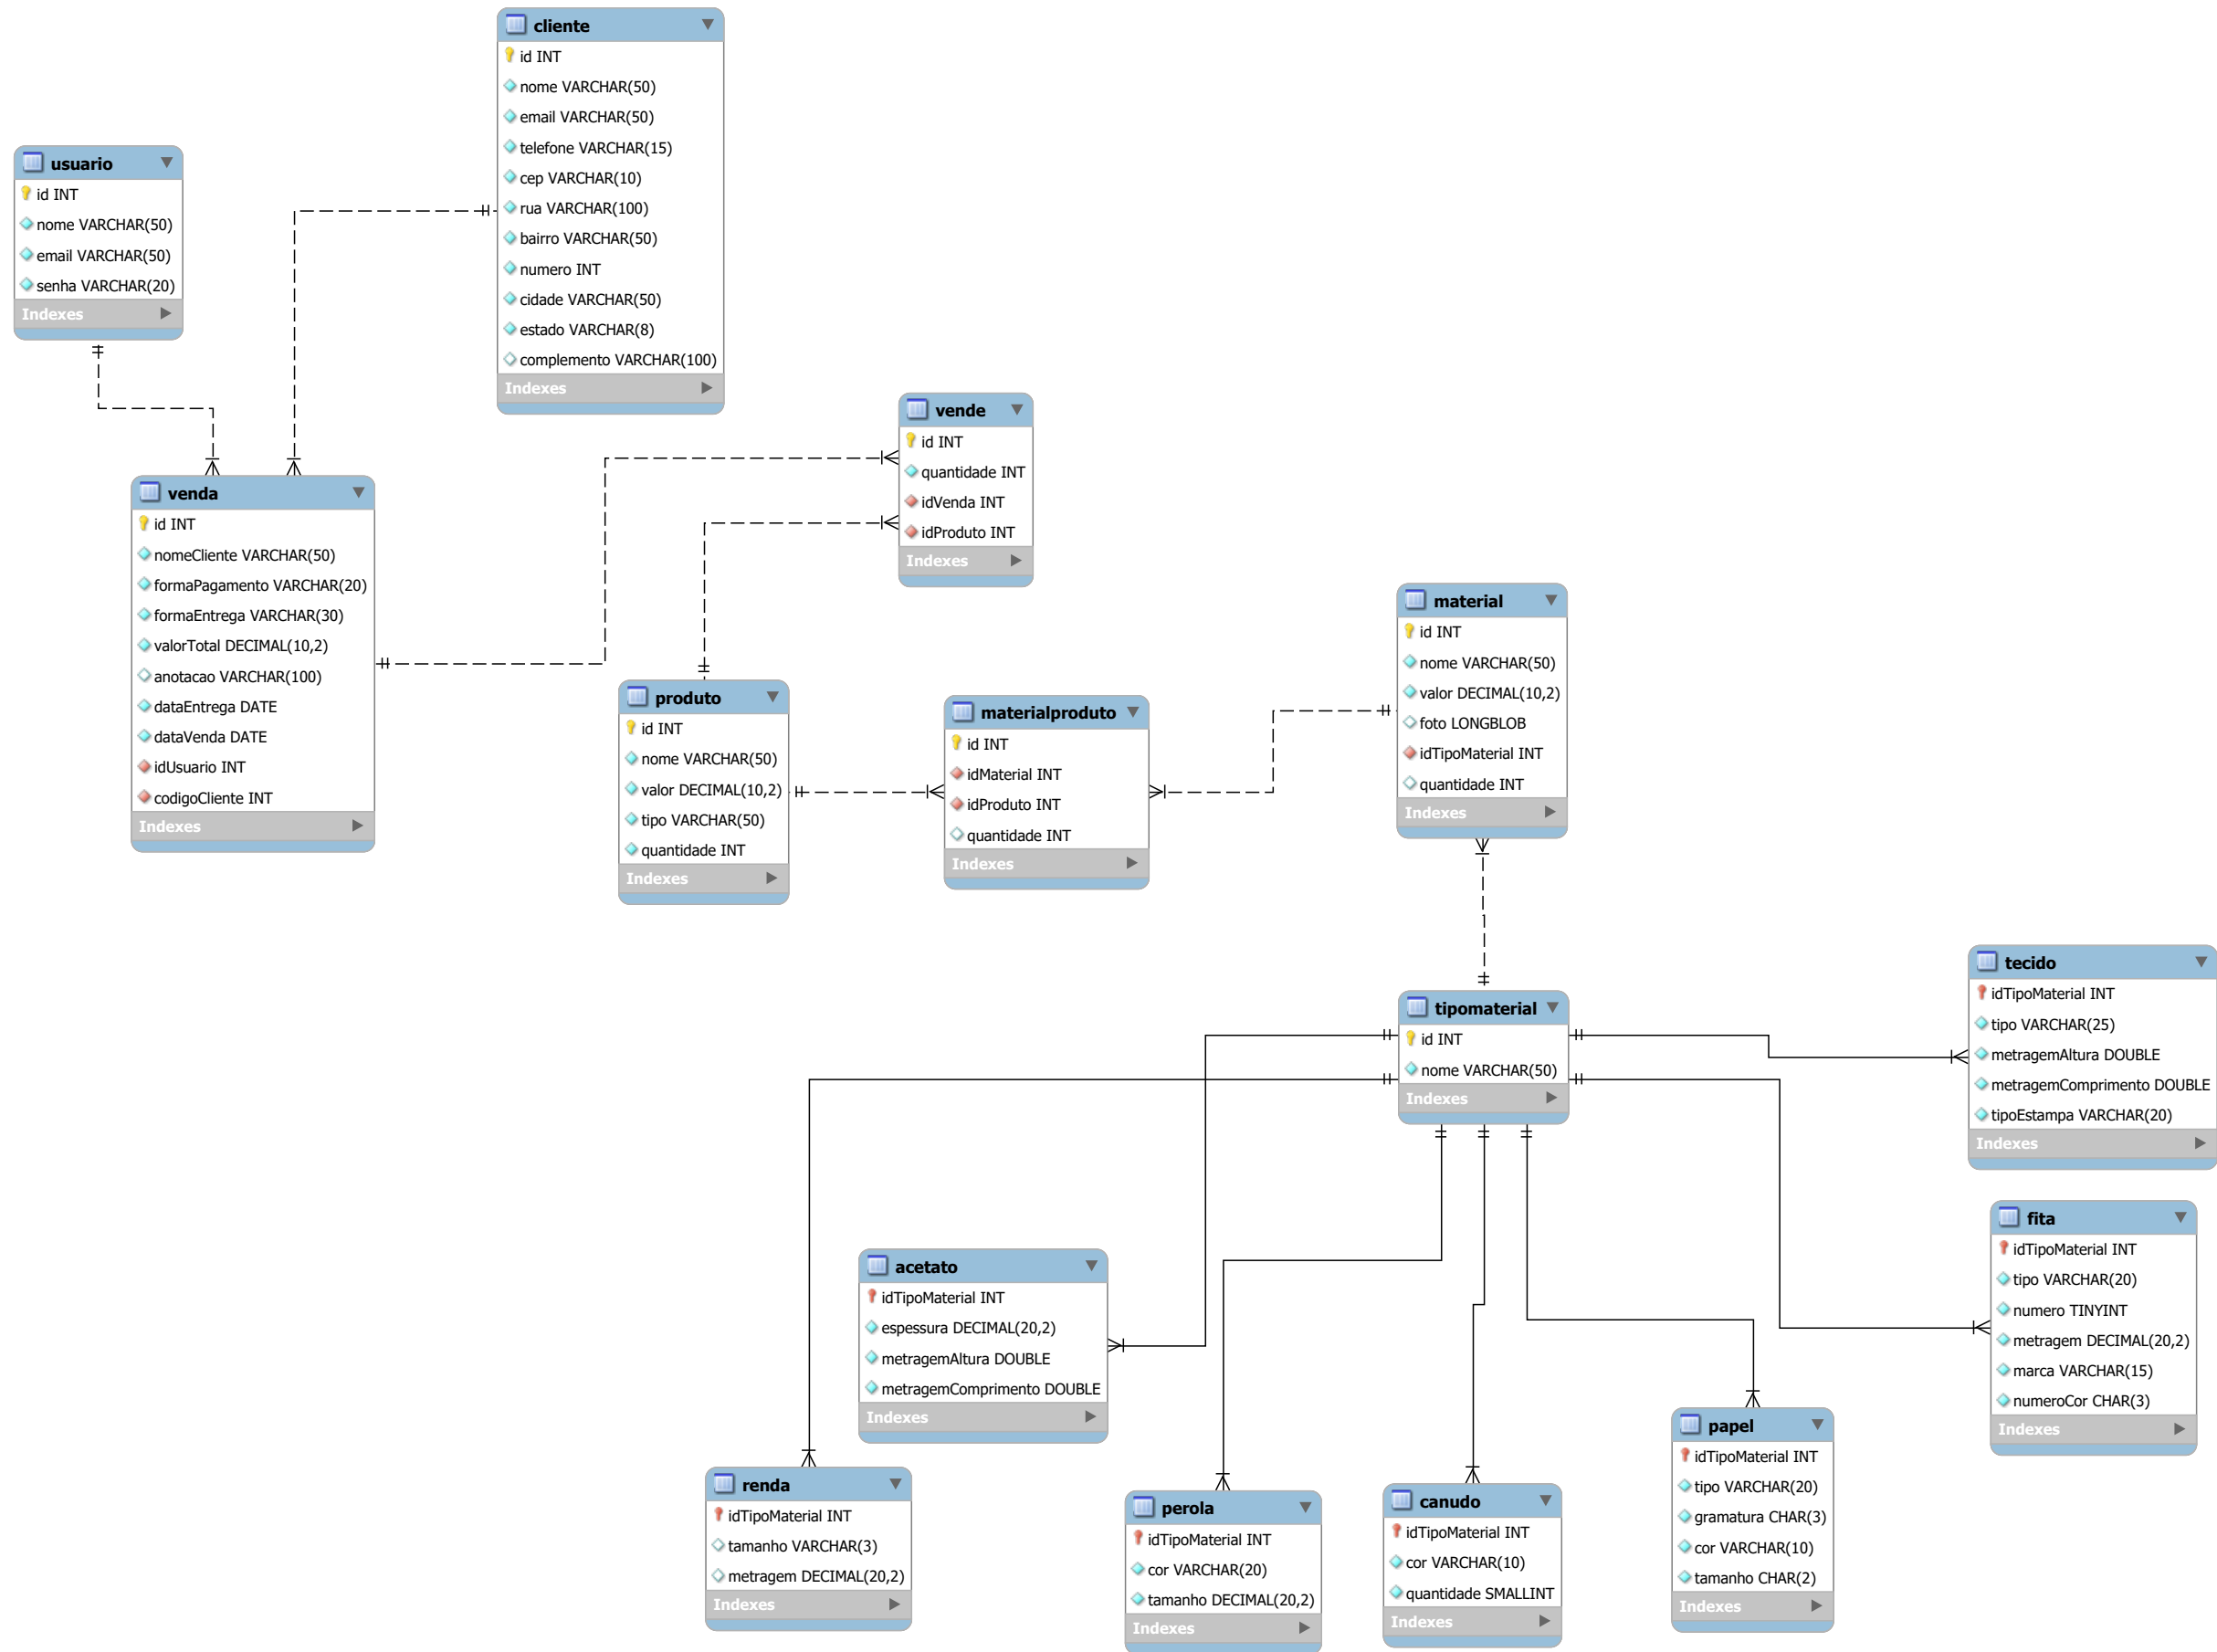 cliente
id INT
nome VARCHAR(50)
email VARCHAR(50)
telefone VARCHAR(15)
cep VARCHAR(10)
rua VARCHAR(100)
bairro VARCHAR(50)
numero INT
cidade VARCHAR(50)
estado VARCHAR(8)
complemento VARCHAR(100)
Indexes
usuario
id INT
nome VARCHAR(50)
email VARCHAR(50)
senha VARCHAR(20)
Indexes
vende
id INT
quantidade INT
idVenda INT
idProduto INT
Indexes
venda
id INT
nomeCliente VARCHAR(50)
formaPagamento VARCHAR(20)
formaEntrega VARCHAR(30)
valorTotal DECIMAL(10,2)
anotacao VARCHAR(100)
dataEntrega DATE
dataVenda DATE
idUsuario INT
codigoCliente INT
Indexes
material
id INT
nome VARCHAR(50)
valor DECIMAL(10,2)
foto LONGBLOB
idTipoMaterial INT
quantidade INT
Indexes
produto
id INT
nome VARCHAR(50)
valor DECIMAL(10,2)
tipo VARCHAR(50)
quantidade INT
Indexes
materialproduto
id INT
idMaterial INT
idProduto INT
quantidade INT
Indexes
tecido
idTipoMaterial INT
tipo VARCHAR(25)
metragemAltura DOUBLE
metragemComprimento DOUBLE
tipoEstampa VARCHAR(20)
Indexes
tipomaterial
id INT
nome VARCHAR(50)
Indexes
fita
idTipoMaterial INT
tipo VARCHAR(20)
numero TINYINT
metragem DECIMAL(20,2)
marca VARCHAR(15)
numeroCor CHAR(3)
Indexes
acetato
idTipoMaterial INT
espessura DECIMAL(20,2)
metragemAltura DOUBLE
metragemComprimento DOUBLE
Indexes
papel
idTipoMaterial INT
tipo VARCHAR(20)
gramatura CHAR(3)
cor VARCHAR(10)
tamanho CHAR(2)
Indexes
renda
idTipoMaterial INT
tamanho VARCHAR(3)
metragem DECIMAL(20,2)
Indexes
perola
idTipoMaterial INT
cor VARCHAR(20)
tamanho DECIMAL(20,2)
Indexes
canudo
idTipoMaterial INT
cor VARCHAR(10)
quantidade SMALLINT
Indexes